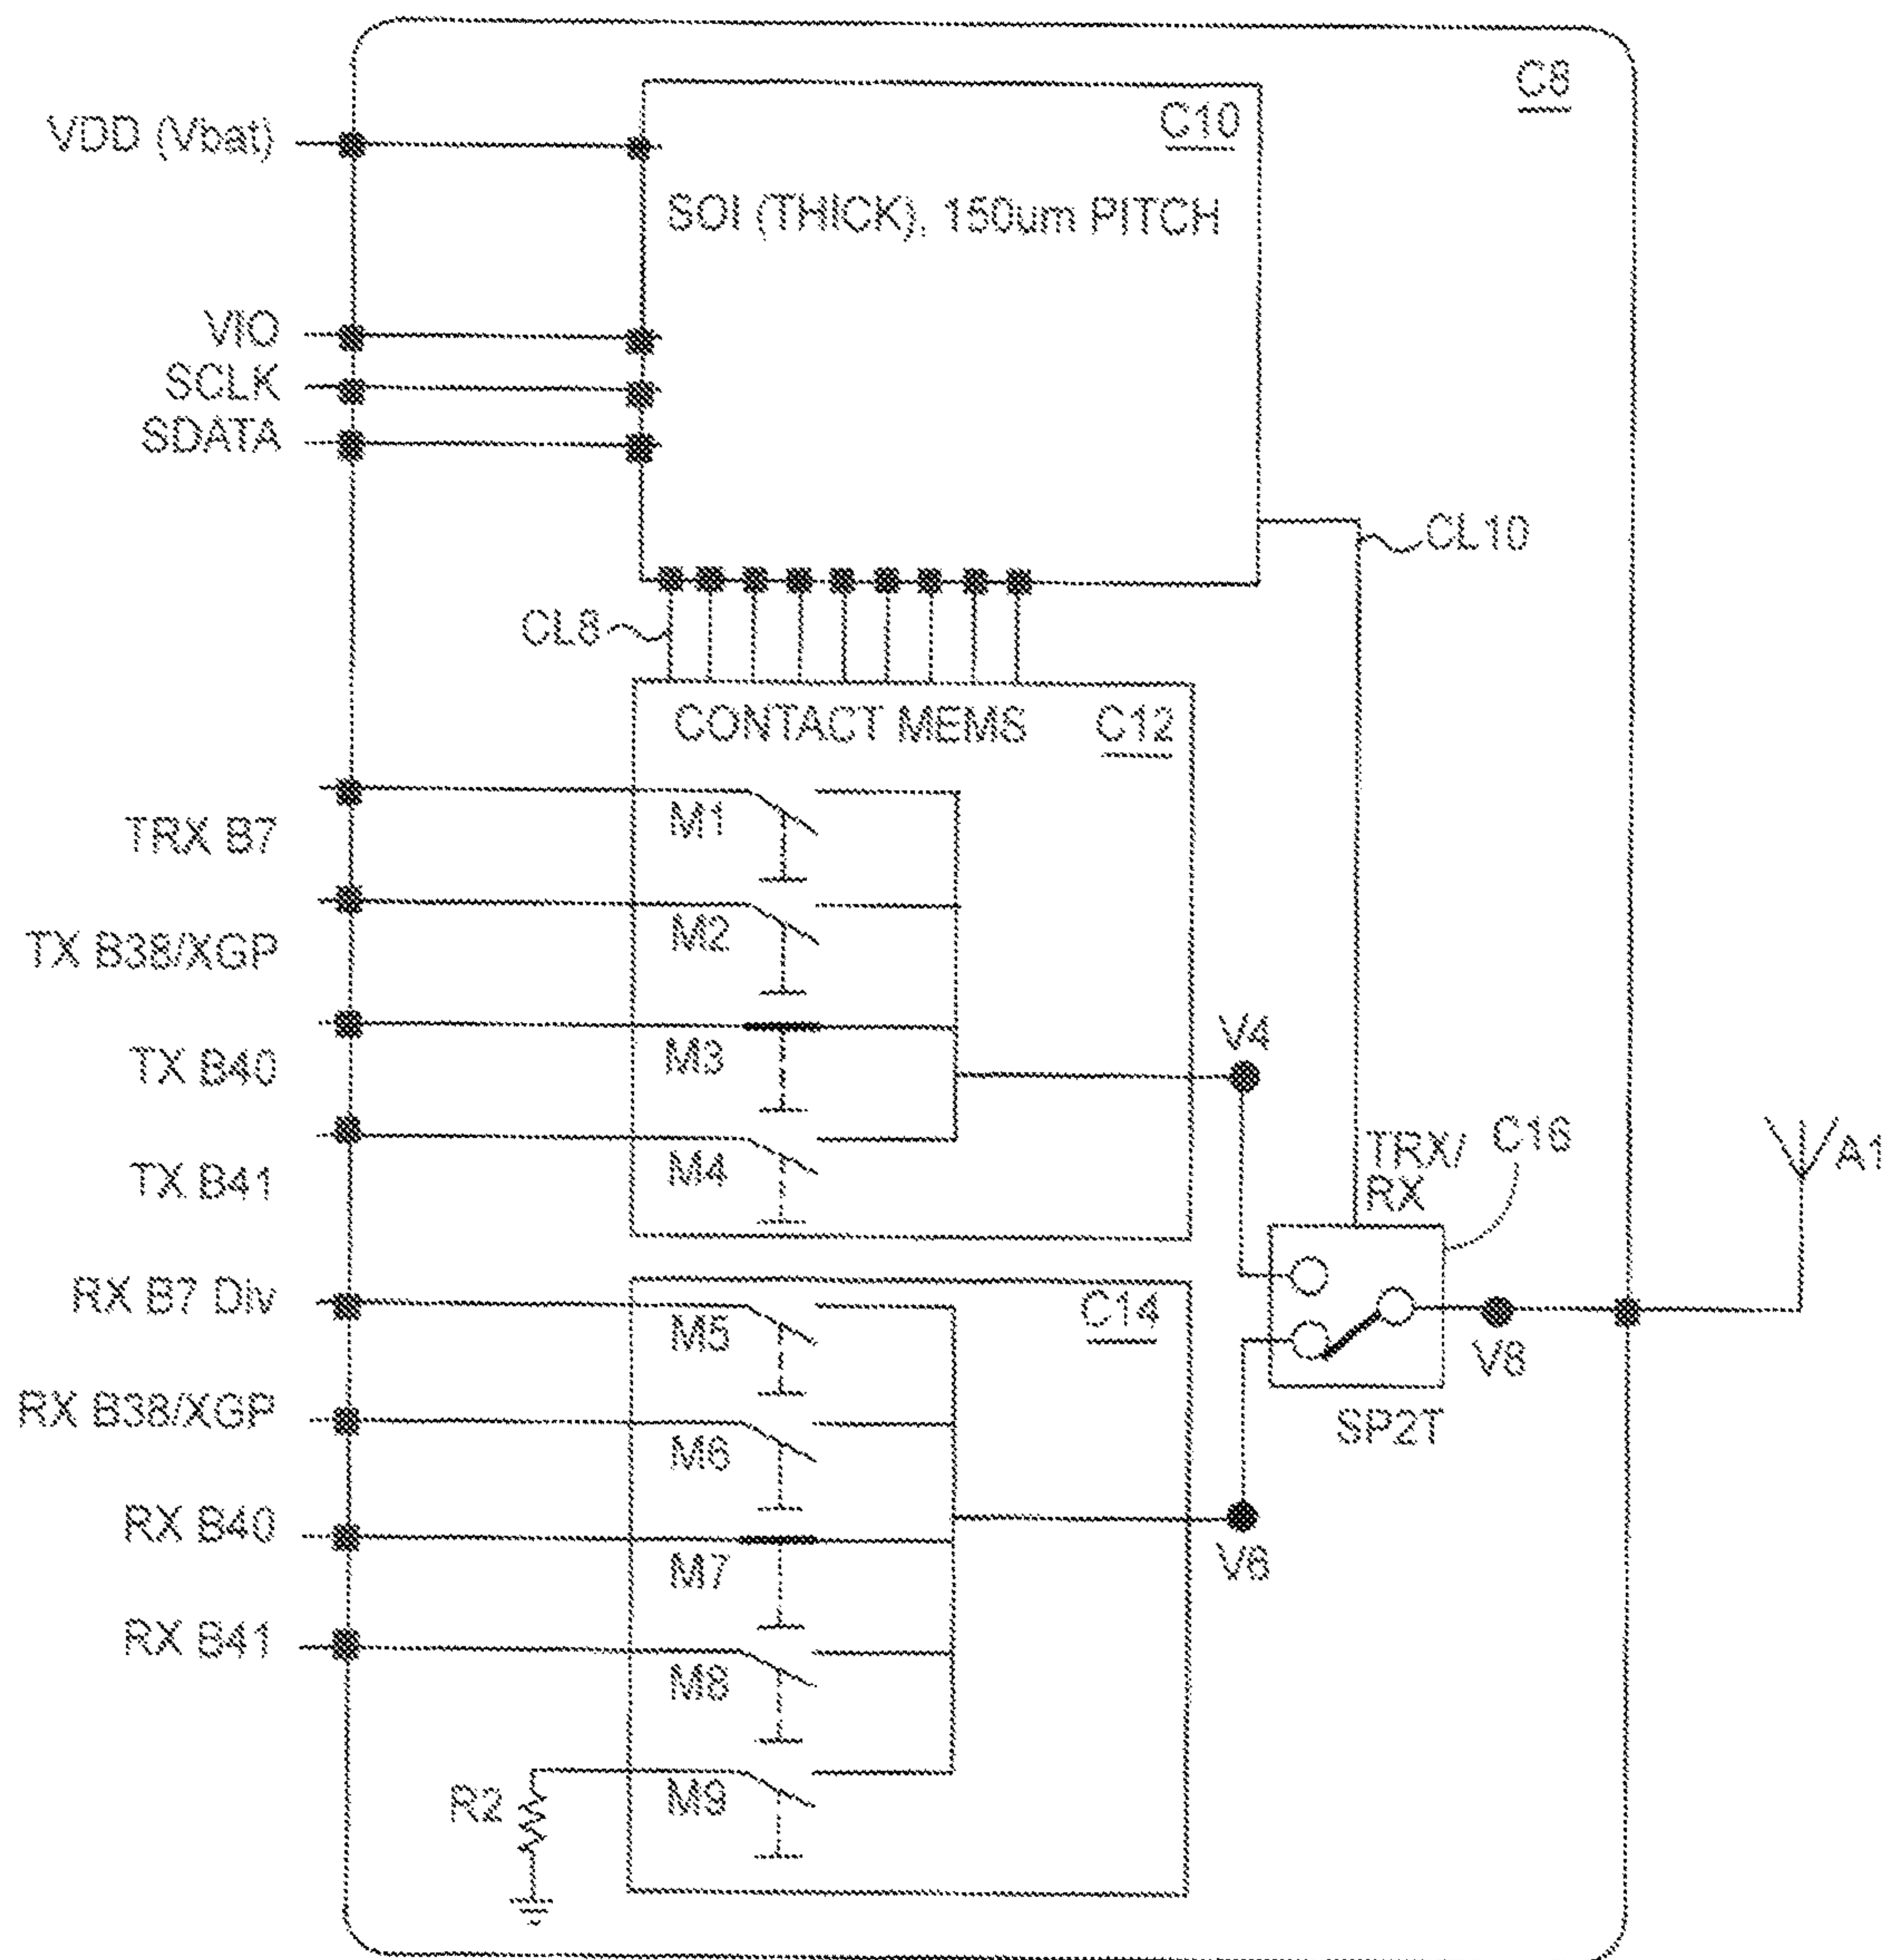 C8
VDD (Vbat)
C10
SOI (THICK), 150um PITCH
VIO
SCLK
SDATA
CL10
CL8
CONTACT MEMS C12
TRX B7
M1
TX B38/XGP
M2
TX B40
M3
V4
TX B41
M4
TRX/
RX
C16
A1
RX B7 Div
M5
C14
V8
RX B38/XGP
M6
SP2T
RX B40
M7
V6
RX B41
M8
R2
M9